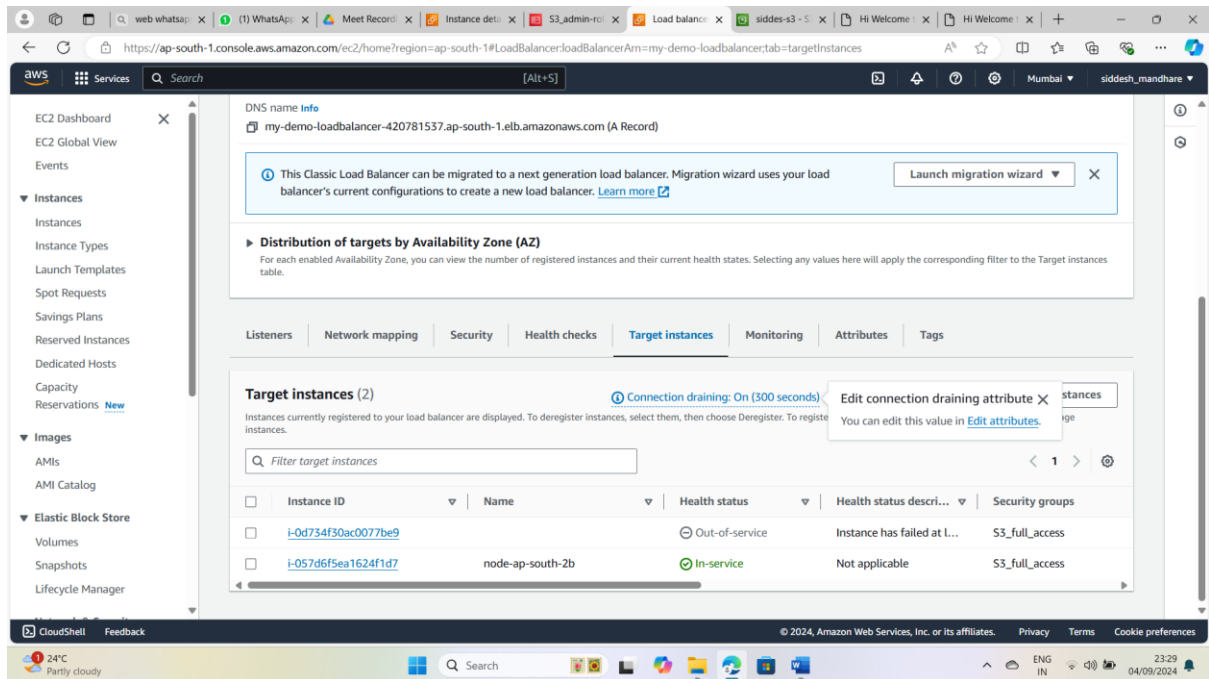 web whatsap
(1) WhatsApp
Meet Recordi
Instance deta
S3_admin-rol
Load balance
siddes-s3 - S
Hi Welcome t
Hi Welcome t
https://ap-south-1.console.aws.amazon.com/ec2/home?region=ap-south-1#LoadBalancer:loadBalancerArn=my-demo-loadbalancer;tab=targetInstances
aws
Services
Search
[Alt+S]
Mumbai
siddesh_mandhare
EC2 Dashboard
EC2 Global View
Events
Instances
Instances
Instance Types
Launch Templates
Spot Requests
Savings Plans
Reserved Instances
Dedicated Hosts
Capacity
Reservations New
Images
AMIs
AMI Catalog
Elastic Block Store
Volumes
Snapshots
Lifecycle Manager
DNS name Info
my-demo-loadbalancer-420781537.ap-south-1.elb.amazonaws.com (A Record)
This Classic Load Balancer can be migrated to a next generation load balancer. Migration wizard uses your load
balancer's current configurations to create a new load balancer. Learn more
Launch migration wizard
Distribution of targets by Availability Zone (AZ)
For each enabled Availability Zone, you can view the number of registered instances and their current health states. Selecting any values here will apply the corresponding filter to the Target instances
table.
Listeners
Network mapping
Security
Health checks
Target instances
Monitoring
Attributes
Tags
Target instances (2)
Connection draining: On (300 seconds)
Edit connection draining attribute
You can edit this value in Edit attributes.
stances
Instances currently registered to your load balancer are displayed. To deregister instances, select them, then choose Deregister. To registe
ge
instances.
Filter target instances
1
Instance ID
Name
Health status
Health status descri...
Security groups
i-0d734f30ac0077be9
Out-of-service
Instance has failed at l...
S3_full_access
i-057d6f5ea1624f1d7
node-ap-south-2b
In-service
Not applicable
S3_full_access
CloudShell
Feedback
© 2024, Amazon Web Services, Inc. or its affiliates.
Privacy
Terms
Cookie preferences
1
24°C
Partly cloudy
Search
ENG
IN
23:29
04/09/2024